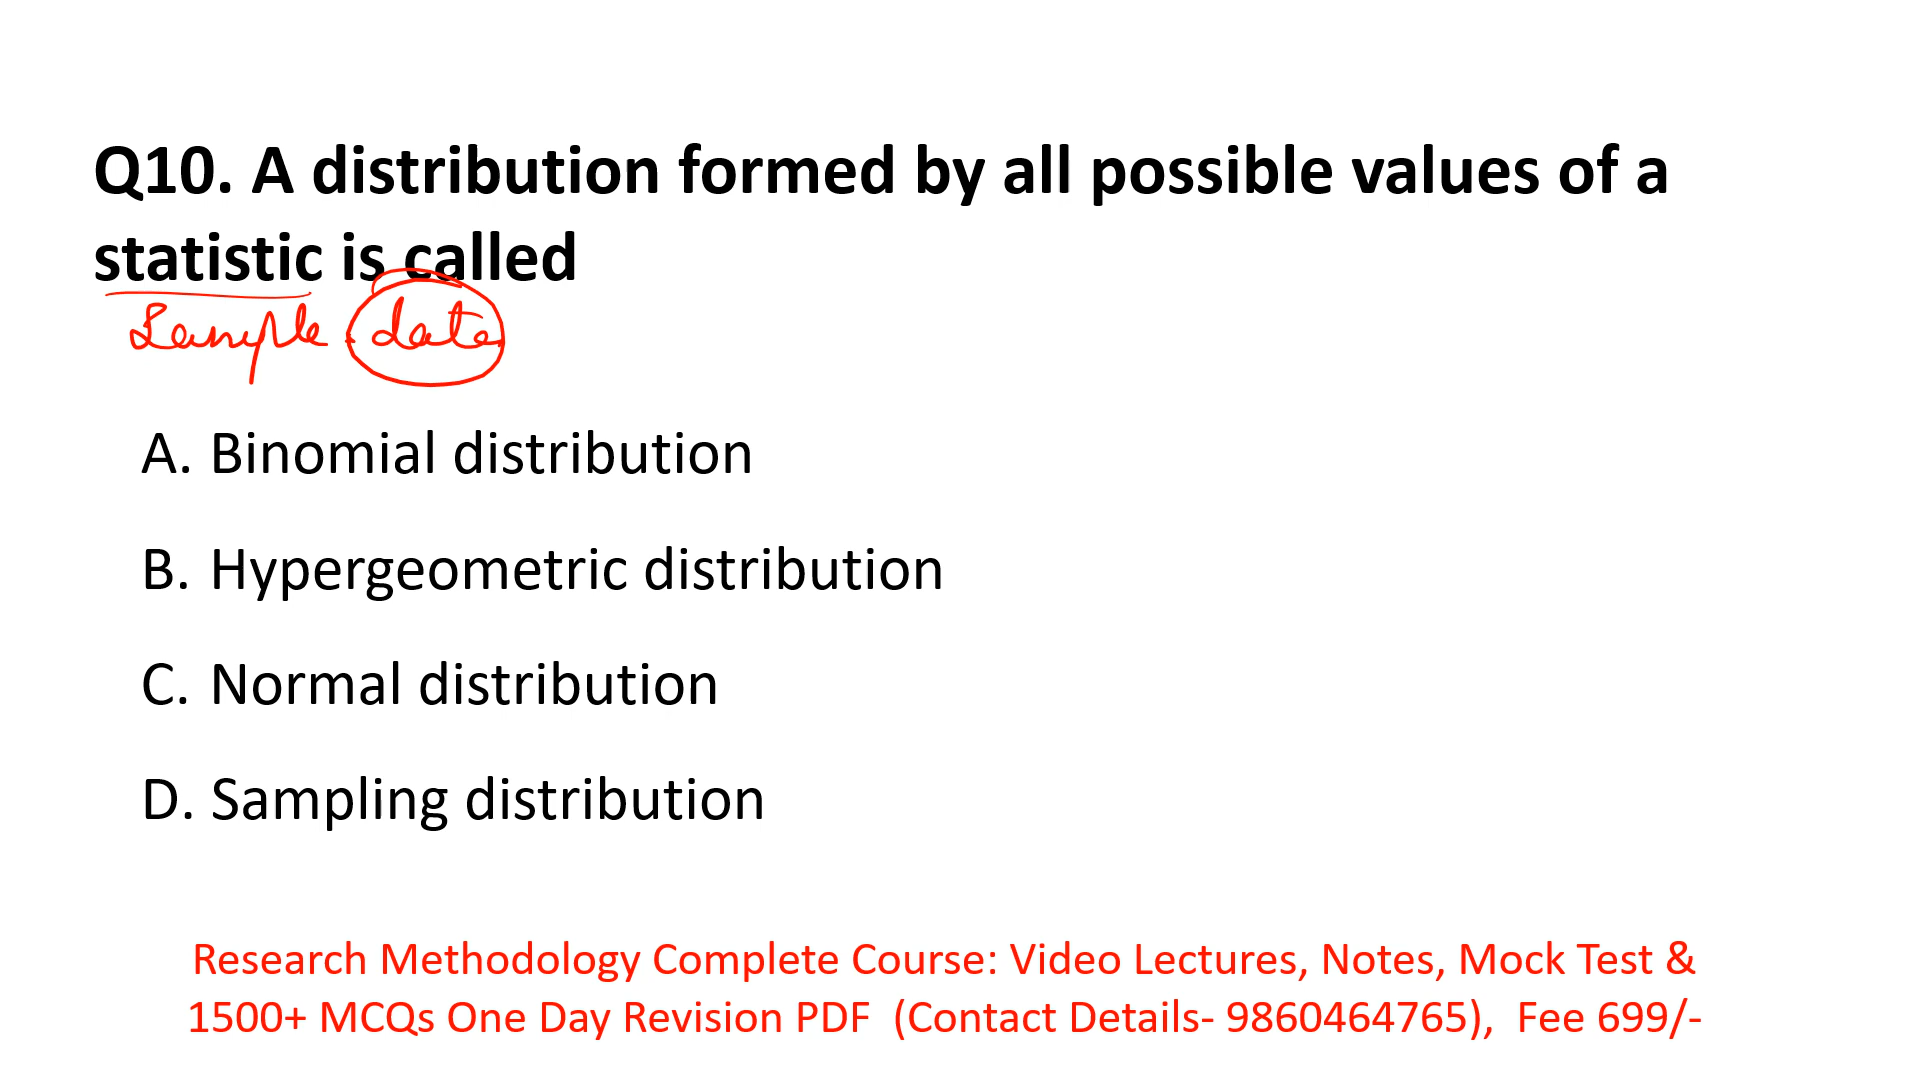 Q10. A distribution formed by all possible values of a
statistic is called
Sample data
A. Binomial distribution
B. Hypergeometric distribution
C. Normal distribution
D. Sampling distribution
Research Methodology Complete Course: Video Lectures, Notes, Mock Test &
1500+ MCQs One Day Revision PDF (Contact Details- 9860464765), Fee 699/-